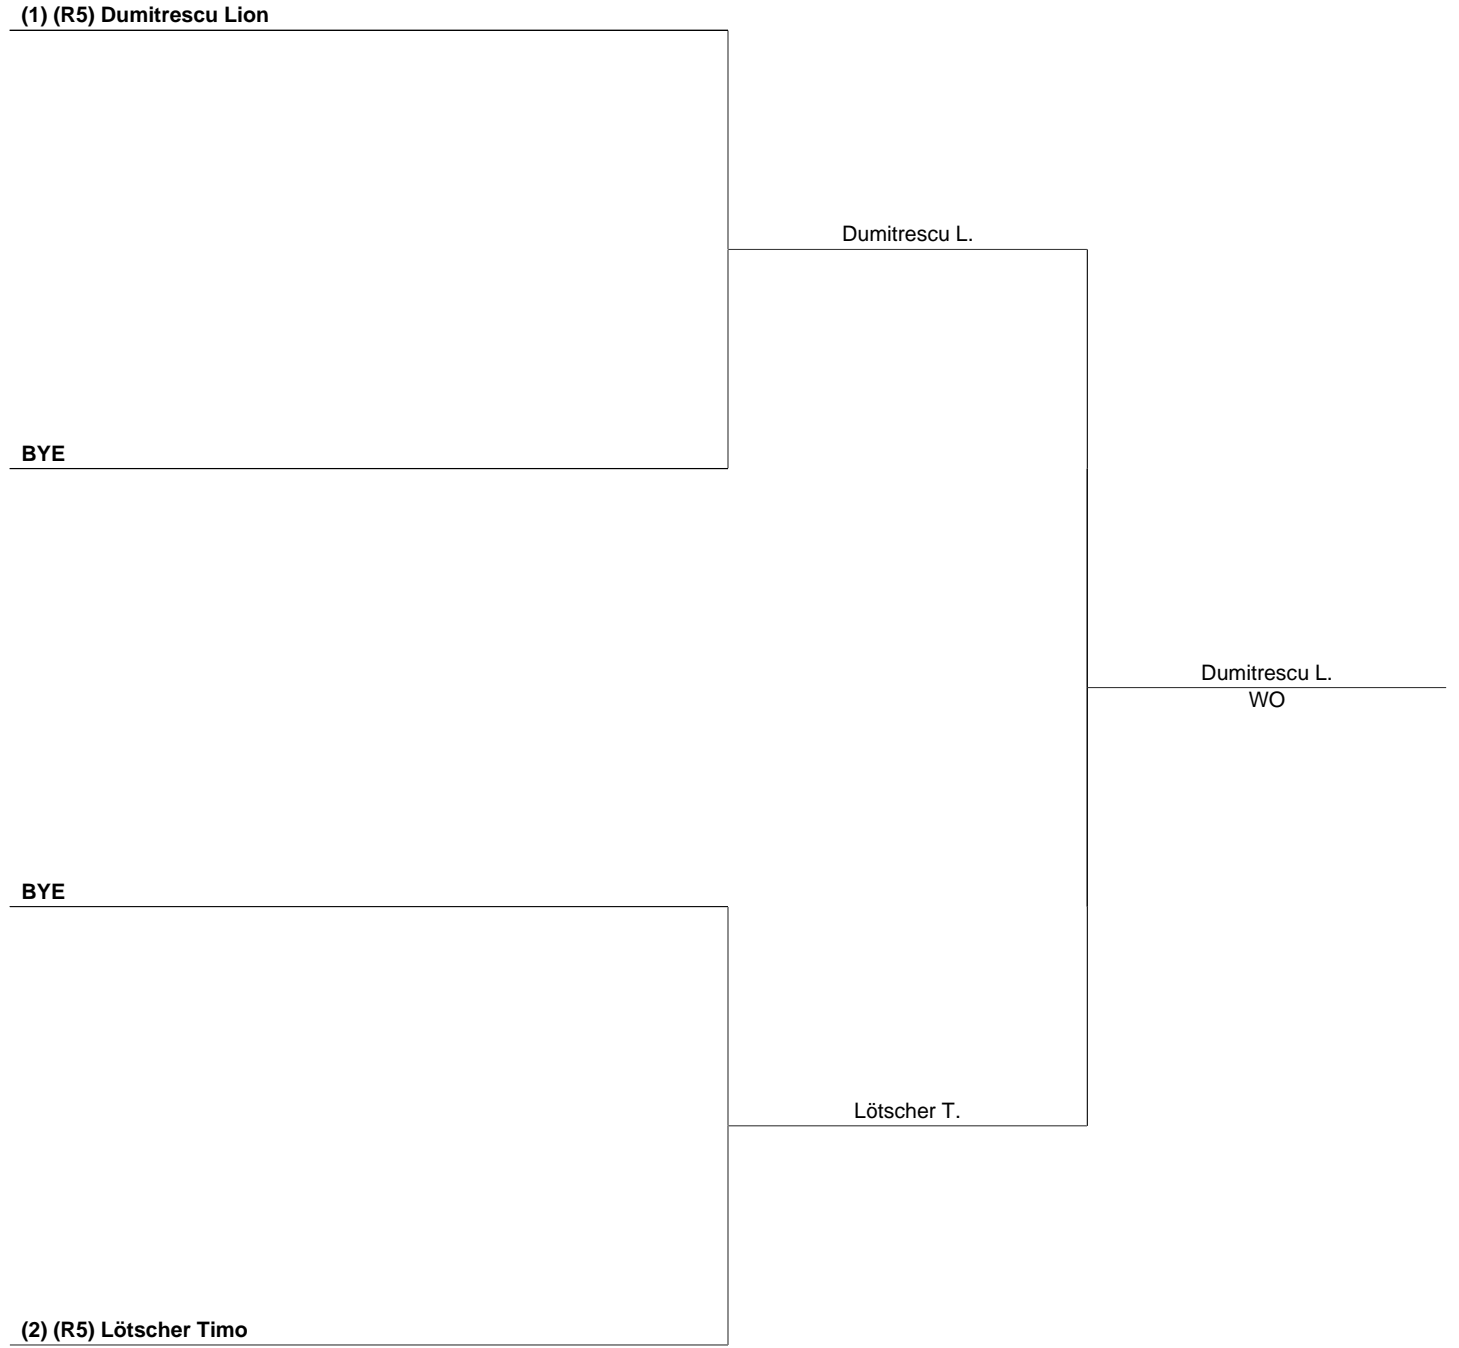 (1) (R5) Dumitrescu Lion
Dumitrescu L.
BYE
Dumitrescu L.
WO
BYE
Lötscher T.
(2) (R5) Lötscher Timo